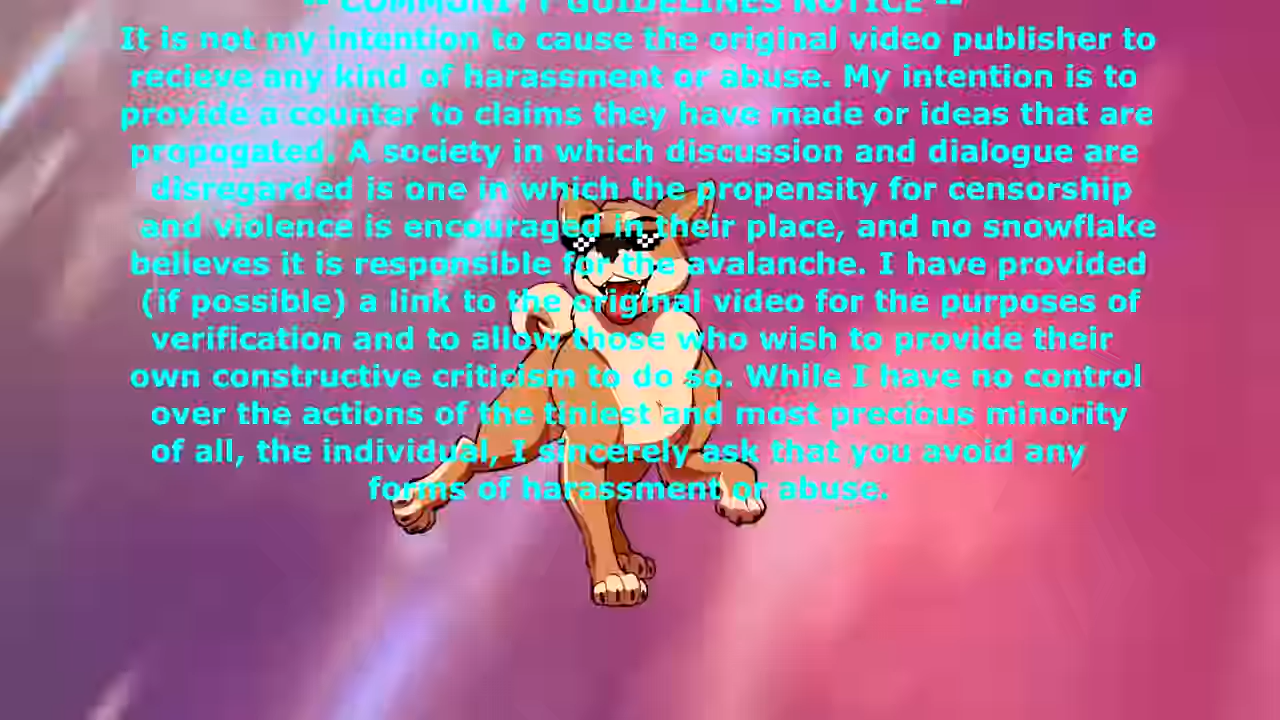 -- COMMUNITY GUIDELINES NOTICE --
It is not my intention to cause the original video publisher to
recieve any kind of harassment or abuse. My intention is to
provide a counter to claims they have made or ideas that are
propogated. A society in which discussion and dialogue are
disregarded is one in which the propensity for censorship
and violence is encouraged in their place, and no snowflake
believes it is responsible for the avalanche. I have provided
(if possible) a link to the original video for the purposes of
verification and to allow those who wish to provide their
own constructive criticism to do so. While I have no control
over the actions of the tiniest and most precious minority
of all, the individual, I sincerely ask that you avoid any
forms of harassment or abuse.